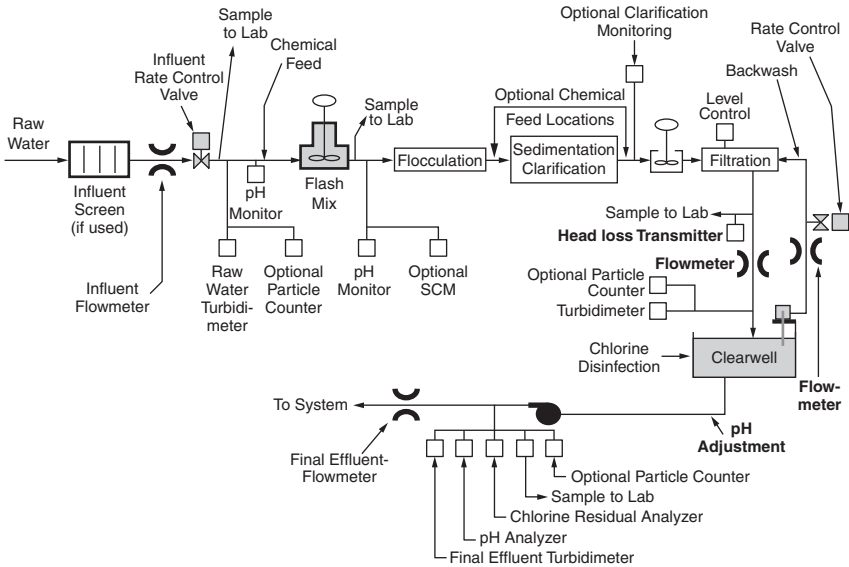 Sample
to Lab
Optional Clarification
Monitoring
Rate Control
Valve
Influent
Rate Control
Valve
Chemical
Feed
Backwash
Raw
Water
Sample
to Lab
Optional Chemical
Feed Locations
Level
Control
Flocculation
Sedimentation
Clarification
Filtration
Influent
Screen
(if used)
pH
Monitor
Flash
Mix
Sample to Lab
Head loss Transmitter
Influent
Flowmeter
Raw
Water
Turbidi-
meter
Optional
Particle
Counter
pH
Monitor
Optional
SCM
Flowmeter
Optional Particle
Counter
Turbidimeter
Chlorine
Disinfection
Clearwell
Flow-
meter
To System
pH
Adjustment
Final Effluent-
Flowmeter
Optional Particle Counter
Sample to Lab
Chlorine Residual Analyzer
pH Analyzer
Final Effluent Turbidimeter